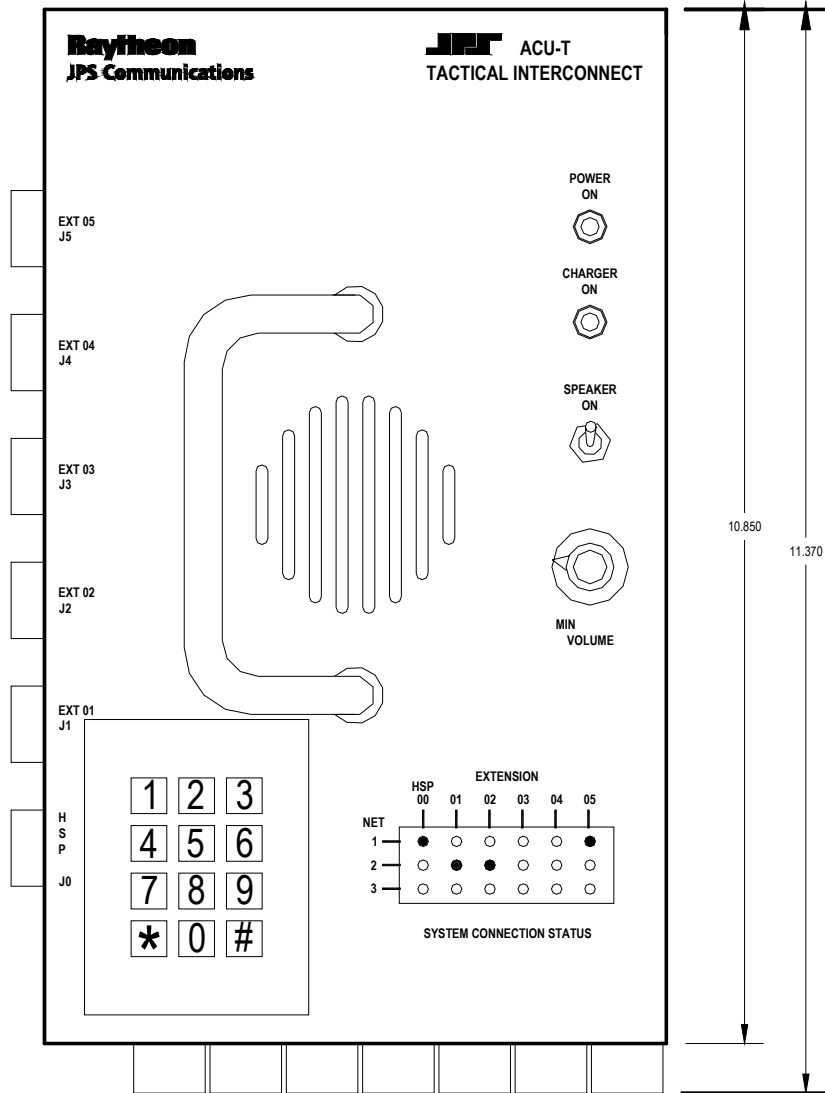 Raytheon
JPS Communications
JPS ACU-T
TACTICAL INTERCONNECT
POWER
ON
CHARGER
ON
SPEAKER
ON
MIN
VOLUME
EXT 05
J5
EXT 04
J4
EXT 03
J3
EXT 02
J2
EXT 01
J1
H
S
P
J0
1 2 3
4 5 6
7 8 9
* 0 #
EXTENSION
HSP
00 01 02 03 04 05
NET
1
2
3
SYSTEM CONNECTION STATUS
10.850
11.370